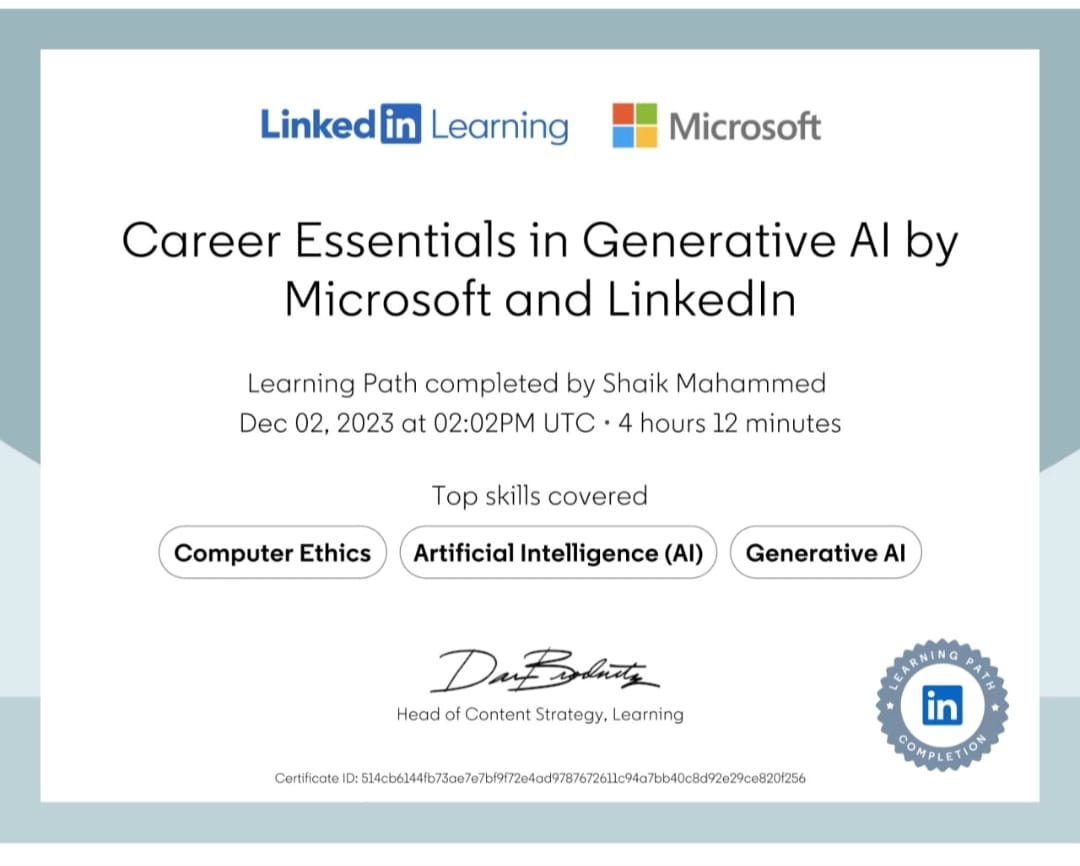 Linked in Learning Microsoft
Career Essentials in Generative AI by
Microsoft and LinkedIn
Learning Path completed by Shaik Mahammed
Dec 02, 2023 at 02:02PM UTC • 4 hours 12 minutes
Top skills covered
Computer Ethics Artificial Intelligence (AI) Generative AI
Head of Content Strategy, Learning
LEARNING PATH
in
COMPLETION
Certificate ID: 514cb6144fb73ae7e7bf9f72e4ad9787672611c94a7bb40c8d92e29ce820f256